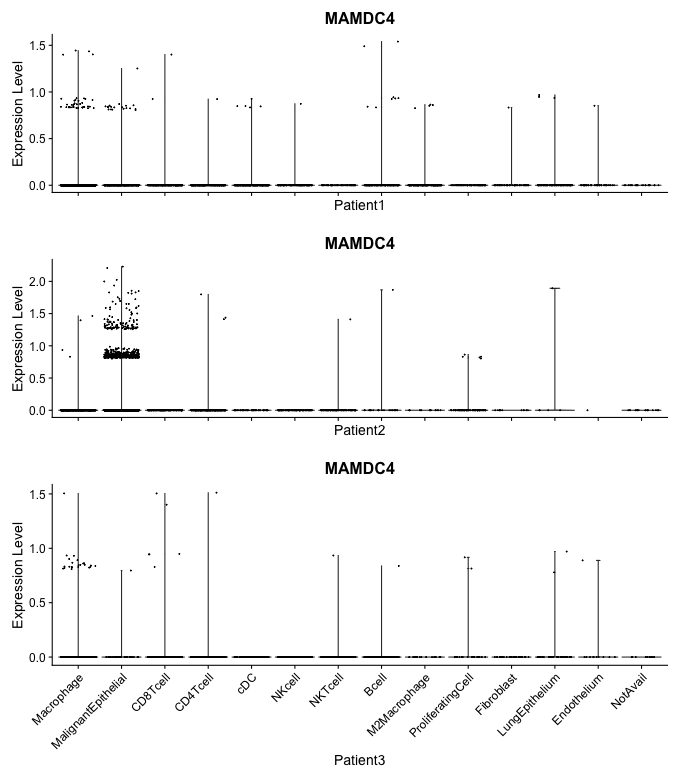 MAMDC4
Expression Level
1.5
1.0
0.5
0.0
Patient1
MAMDC4
Expression Level
2.0
1.5
1.0
0.5
0.0
Patient2
MAMDC4
Expression Level
1.5
1.0
0.5
0.0
Macrophage
MalignantEpithelial
CD8Tcell
CD4Tcell
cDC
NKcell
NKTcell
Bcell
M2Macrophage
ProliferatingCell
Fibroblast
LungEpithelium
Endothelium
NotAvail
Patient3